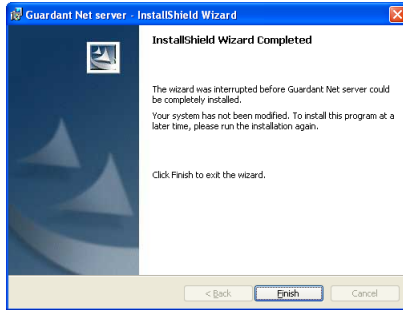 Guardant Net server - InstallShield Wizard
InstallShield Wizard Completed
The wizard was interrupted before Guardant Net server could
be completely installed.
Your system has not been modified. To install this program at a
later time, please run the installation again.
Click Finish to exit the wizard.
< Back
Finish
Cancel